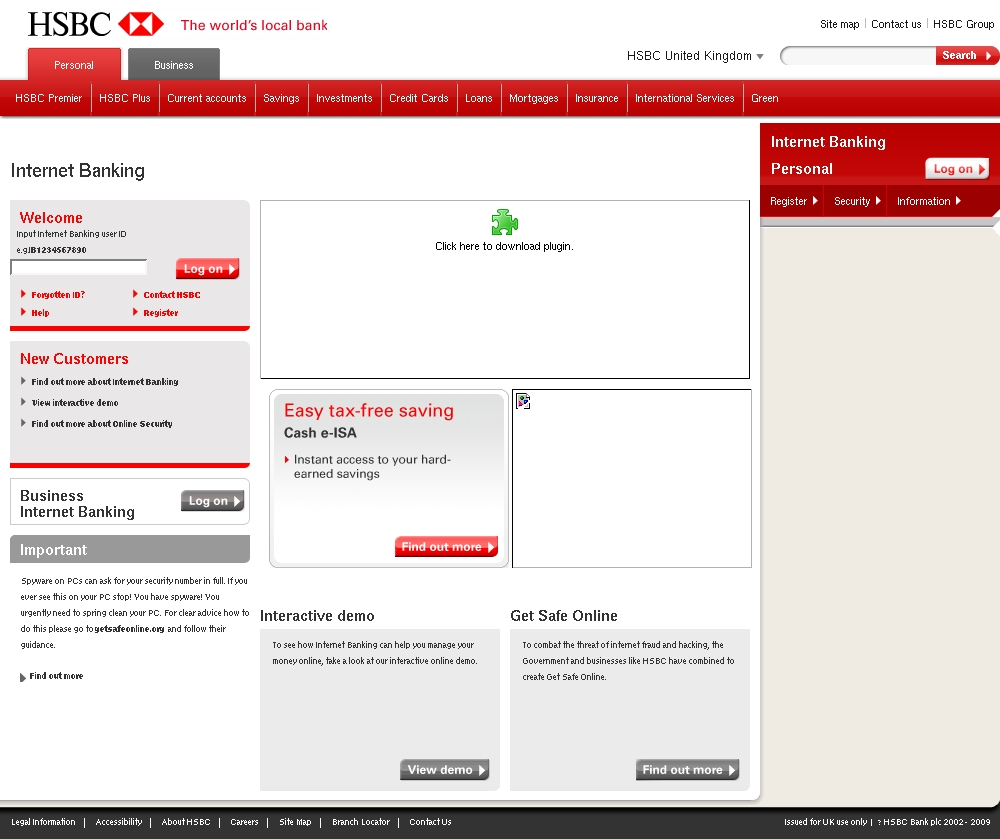 HSBC The world's local bank
Site map Contact us HSBC Group
Personal Business
HSBC United Kingdom
Search
HSBC Premier HSBC Plus Current accounts Savings Investments Credit Cards Loans Mortgages Insurance International Services Green
Internet Banking
Personal
Log on
Register Security Information
Internet Banking
Welcome
Input Internet Banking user ID
e.g.IB1234567890
Log on
Forgotten ID? Contact HSBC
Help Register
New Customers
Find out more about Internet Banking
View interactive demo
Find out more about Online Security
Business
Internet Banking
Log on
Important
Spyware on PCs can ask for your security number in full. If you
ever see this on your PC stop! You have spyware! You
urgently need to spring clean your PC. For clear advice how to
do this please go to getsafeonline.org and follow their
guidance.
Find out more
Click here to download plugin.
Easy tax-free saving
Cash e-ISA
Instant access to your hard-
earned savings
Find out more
Interactive demo
To see how Internet Banking can help you manage your
money online, take a look at our interactive online demo.
View demo
Get Safe Online
To combat the threat of internet fraud and hacking, the
Government and businesses like HSBC have combined to
create Get Safe Online.
Find out more
Legal Information Accessibility About HSBC Careers Site Map Branch Locator Contact Us
Issued for UK use only | ? HSBC Bank plc 2002 - 2009